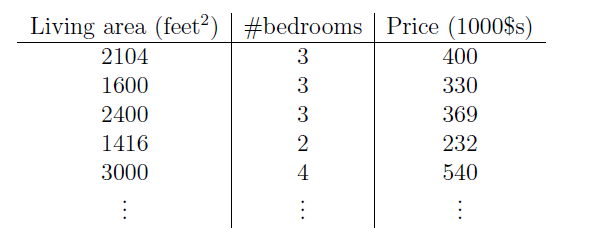 Living area (feet²) #bedrooms Price (1000$s)
2104 3 400
1600 3 330
2400 3 369
1416 2 232
3000 4 540
⋮ ⋮ ⋮